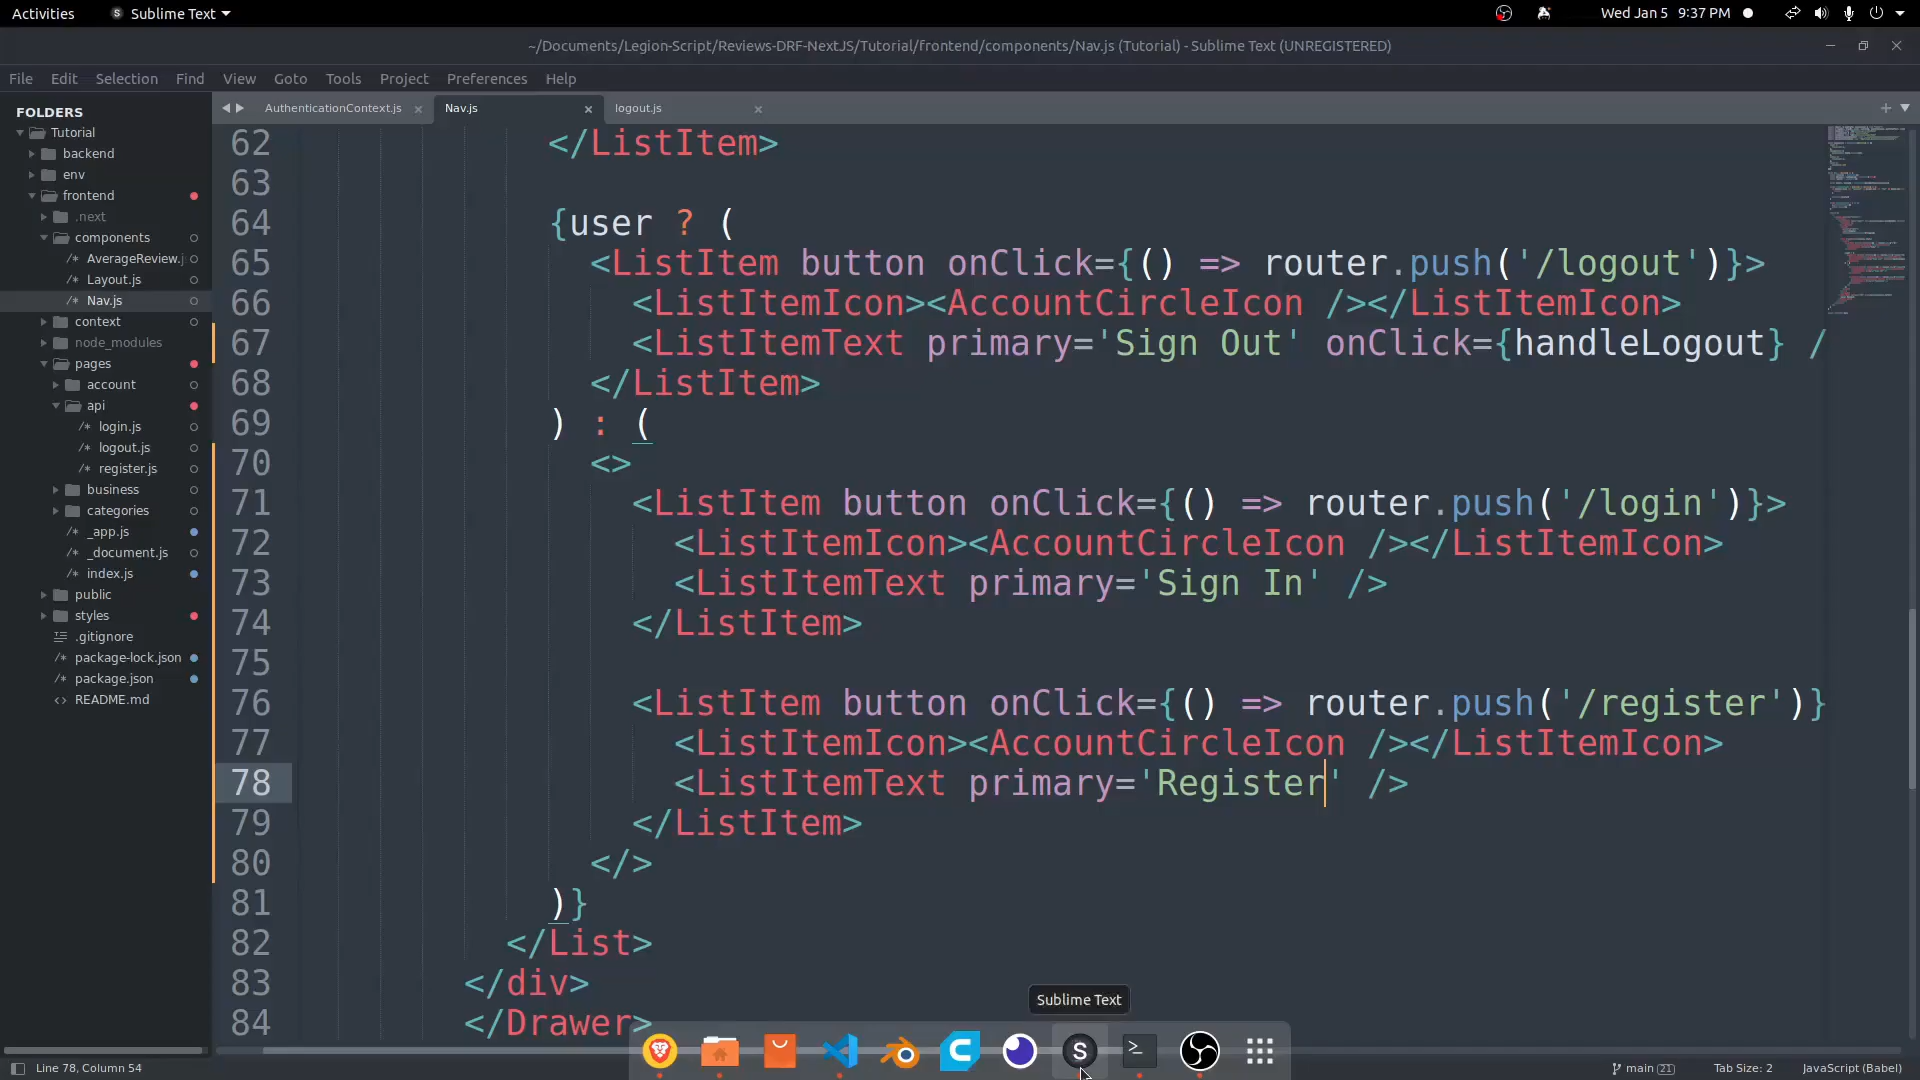 Activities
Sublime Text
Wed Jan 5 9:37 PM
~/Documents/Legion-Script/Reviews-DRF-NextJS/Tutorial/frontend/components/Nav.js (Tutorial) - Sublime Text (UNREGISTERED)
File Edit Selection Find View Goto Tools Project Preferences Help
FOLDERS
Tutorial
backend
env
frontend
.next
components
/* AverageReview.j
/* Layout.js
/* Nav.js
context
node_modules
pages
account
api
/* login.js
/* logout.js
/* register.js
business
categories
/* _app.js
/* _document.js
/* index.js
public
styles
.gitignore
/* package-lock.json
/* package.json
<> README.md
AuthenticationContext.js × Nav.js × logout.js ×
62 </ListItem>
63
64 {user ? (
65 <ListItem button onClick={() => router.push('/logout')}>
66 <ListItemIcon><AccountCircleIcon /></ListItemIcon>
67 <ListItemText primary='Sign Out' onClick={handleLogout} /
68 </ListItem>
69 ) : (
70 <>
71 <ListItem button onClick={() => router.push('/login')}>
72 <ListItemIcon><AccountCircleIcon /></ListItemIcon>
73 <ListItemText primary='Sign In' />
74 </ListItem>
75
76 <ListItem button onClick={() => router.push('/register')}
77 <ListItemIcon><AccountCircleIcon /></ListItemIcon>
78 <ListItemText primary='Register' />
79 </ListItem>
80 </>
81 )}
82 </List>
83 </div>
84 </Drawer>
Sublime Text
Line 78, Column 54
main 21
Tab Size: 2
JavaScript (Babel)